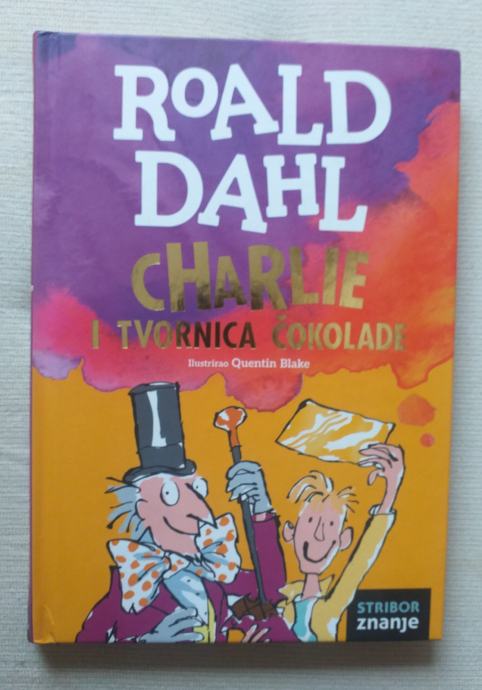 ROALD
DAHL
CHARLIE
I TVORNICA ČOKOLADE
Ilustrirao Quentin Blake
STRIBOR
znanje